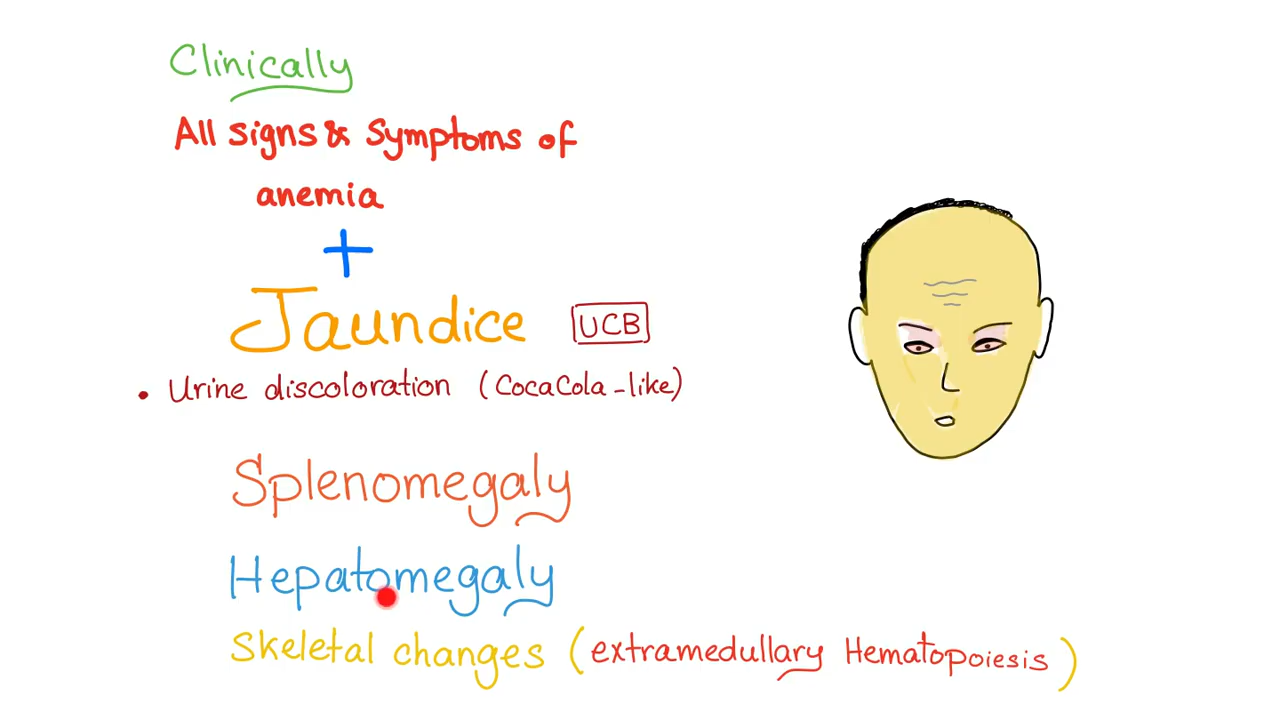 Clinically
All signs & symptoms of
anemia
+
Jaundice UCB
• Urine discoloration (CocaCola-like)
Splenomegaly
Hepatomegaly
Skeletal changes (extramedullary Hematopoiesis)